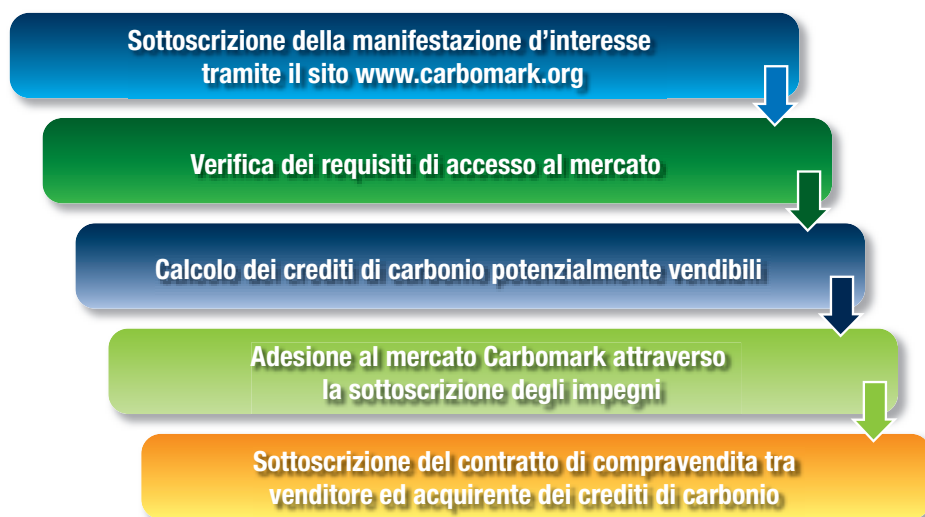 Sottoscrizione della manifestazione d’interesse
tramite il sito www.carbomark.org
Verifica dei requisiti di accesso al mercato
Calcolo dei crediti di carbonio potenzialmente vendibili
Adesione al mercato Carbomark attraverso
la sottoscrizione degli impegni
Sottoscrizione del contratto di compravendita tra
venditore ed acquirente dei crediti di carbonio